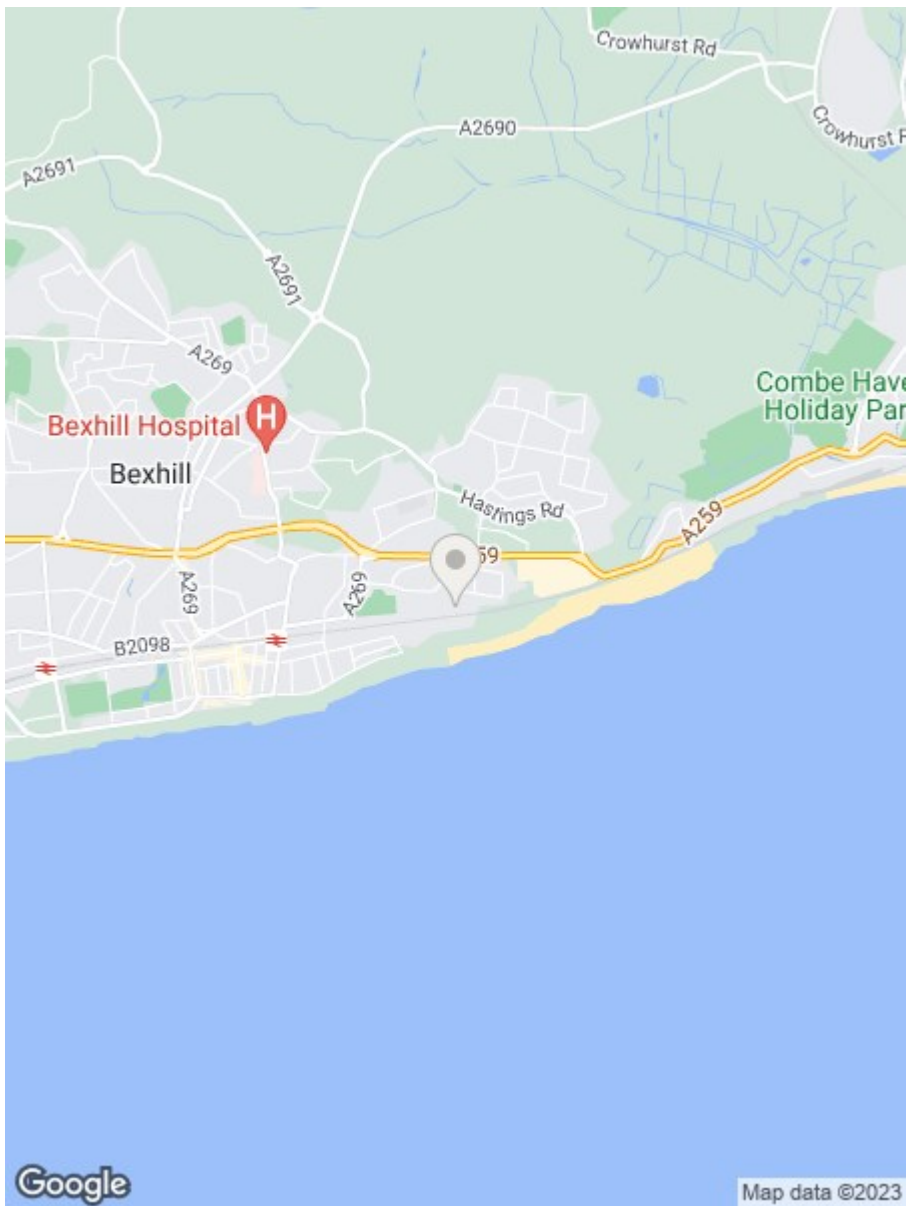 Crowhurst Rd
A2690
Crowhurst R
A2691
A2691
A269
Combe Have
Holiday Par
Bexhill Hospital
H
Bexhill
Hastings Rd
A259
59
A269
A269
B2098
Google
Map data ©2023